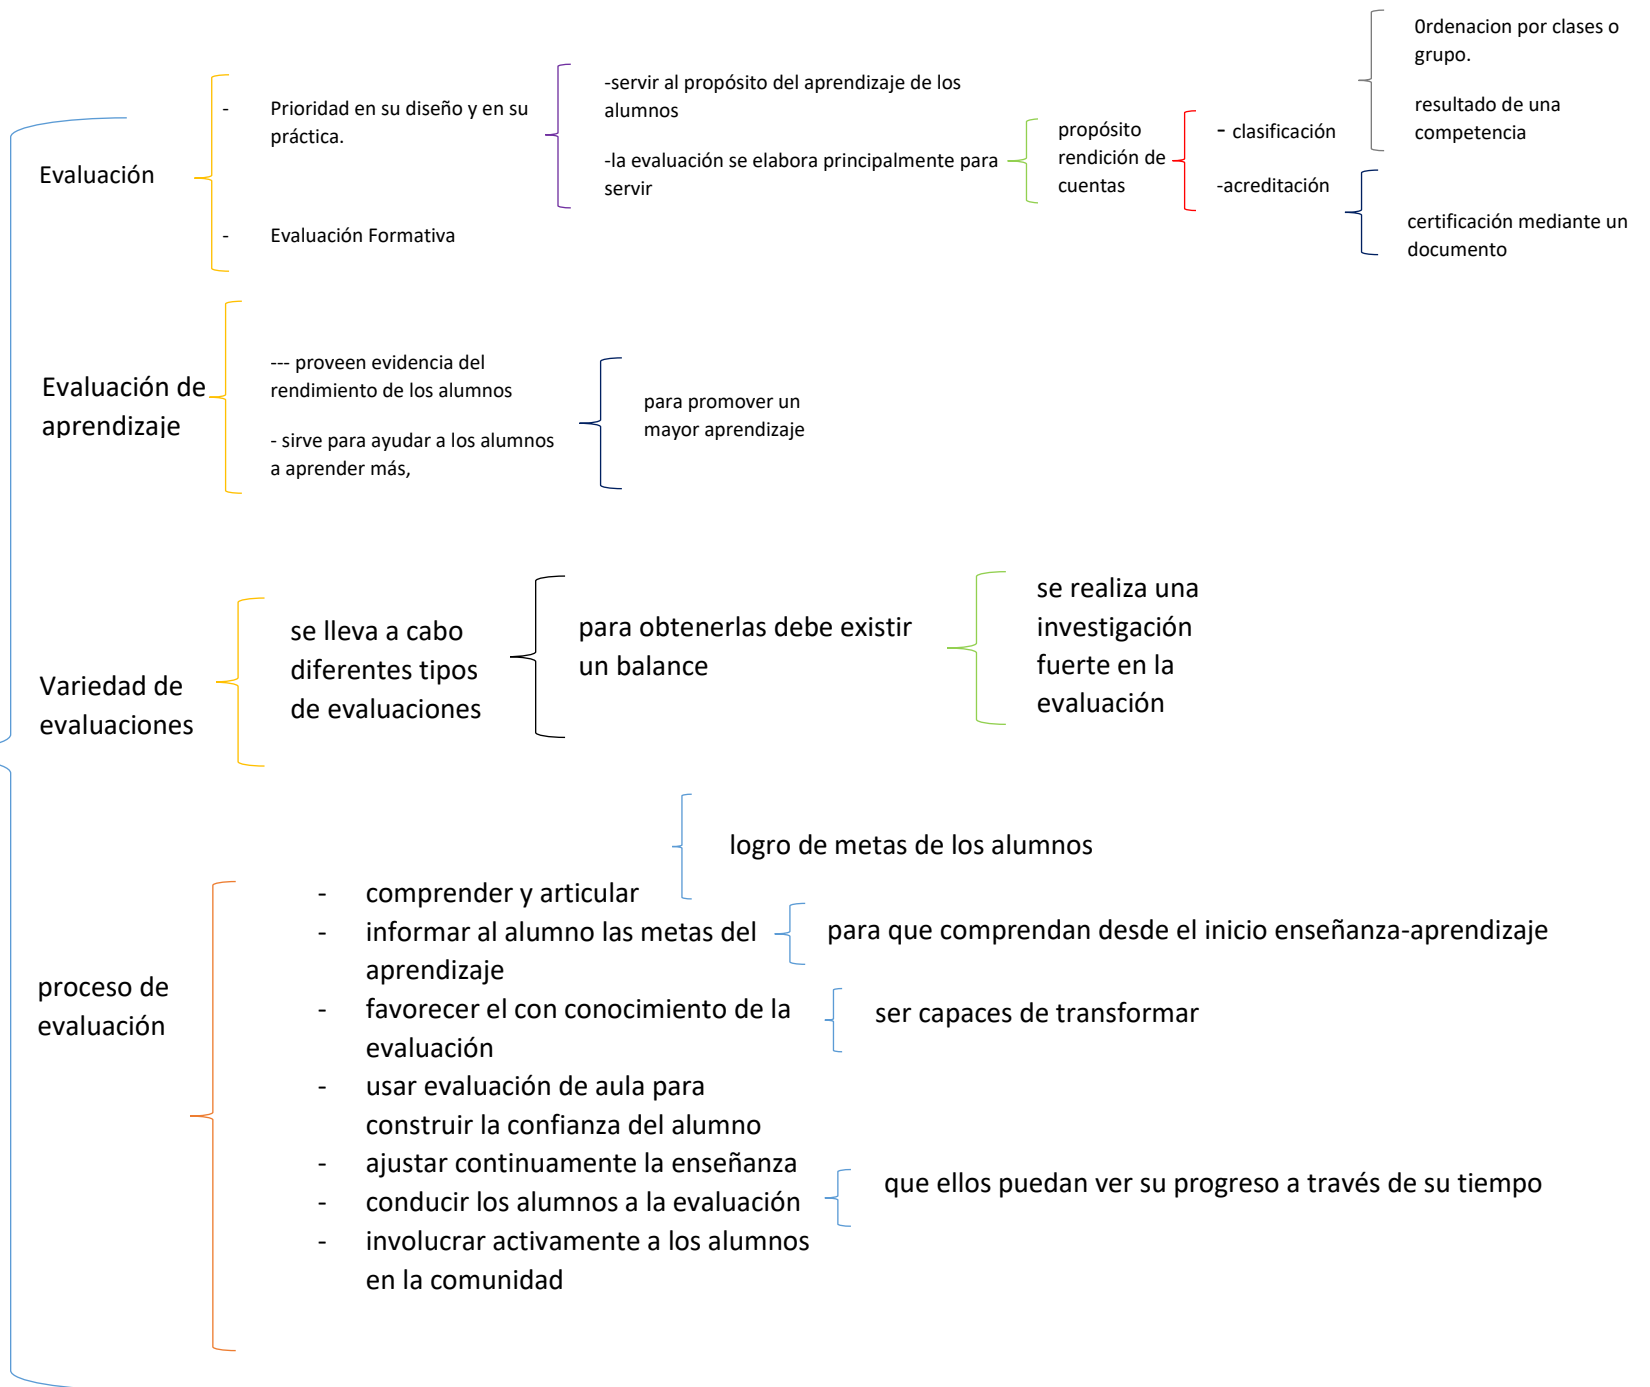 Evaluación
- Prioridad en su diseño y en su
práctica.
- Evaluación Formativa
-servir al propósito del aprendizaje de los
alumnos
-la evaluación se elabora principalmente para
servir
propósito
rendición de
cuentas
- clasificación
-acreditación
0rdenacion por clases o
grupo.
resultado de una
competencia
certificación mediante un
documento
Evaluación de
aprendizaje
--- proveen evidencia del
rendimiento de los alumnos
- sirve para ayudar a los alumnos
a aprender más,
para promover un
mayor aprendizaje
Variedad de
evaluaciones
se lleva a cabo
diferentes tipos
de evaluaciones
para obtenerlas debe existir
un balance
se realiza una
investigación
fuerte en la
evaluación
proceso de
evaluación
- comprender y articular
logro de metas de los alumnos
- informar al alumno las metas del
aprendizaje
para que comprendan desde el inicio enseñanza-aprendizaje
- favorecer el con conocimiento de la
evaluación
ser capaces de transformar
- usar evaluación de aula para
construir la confianza del alumno
- ajustar continuamente la enseñanza
- conducir los alumnos a la evaluación
que ellos puedan ver su progreso a través de su tiempo
- involucrar activamente a los alumnos
en la comunidad